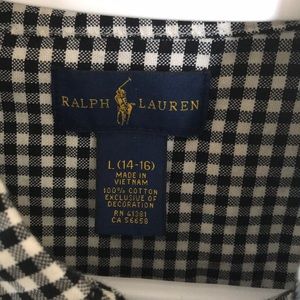 RALPH LAUREN
L (14-16)
MADE IN
VIETNAM
100% COTTON
EXCLUSIVE OF
DECORATION
RN 41381
CA 56658